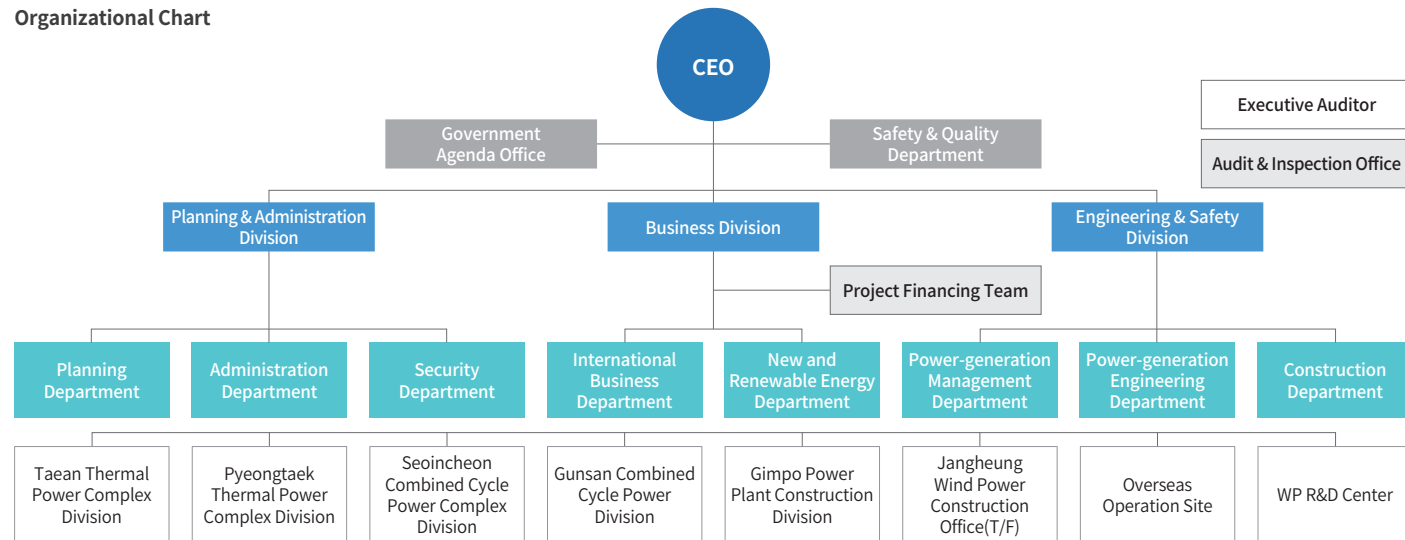 Organizational Chart
CEO
Executive Auditor
Audit & Inspection Office
Government
Agenda Office
Safety & Quality
Department
Planning & Administration
Division
Business Division
Engineering & Safety
Division
Project Financing Team
Planning
Department
Administration
Department
Security
Department
International
Business
Department
New and
Renewable Energy
Department
Power-generation
Management
Department
Power-generation
Engineering
Department
Construction
Department
Taean Thermal
Power Complex
Division
Pyeongtaek
Thermal Power
Complex Division
Seoincheon
Combined Cycle
Power Complex
Division
Gunsan Combined
Cycle Power
Division
Gimpo Power
Plant Construction
Division
Jangheung
Wind Power
Construction
Office(T/F)
Overseas
Operation Site
WP R&D Center